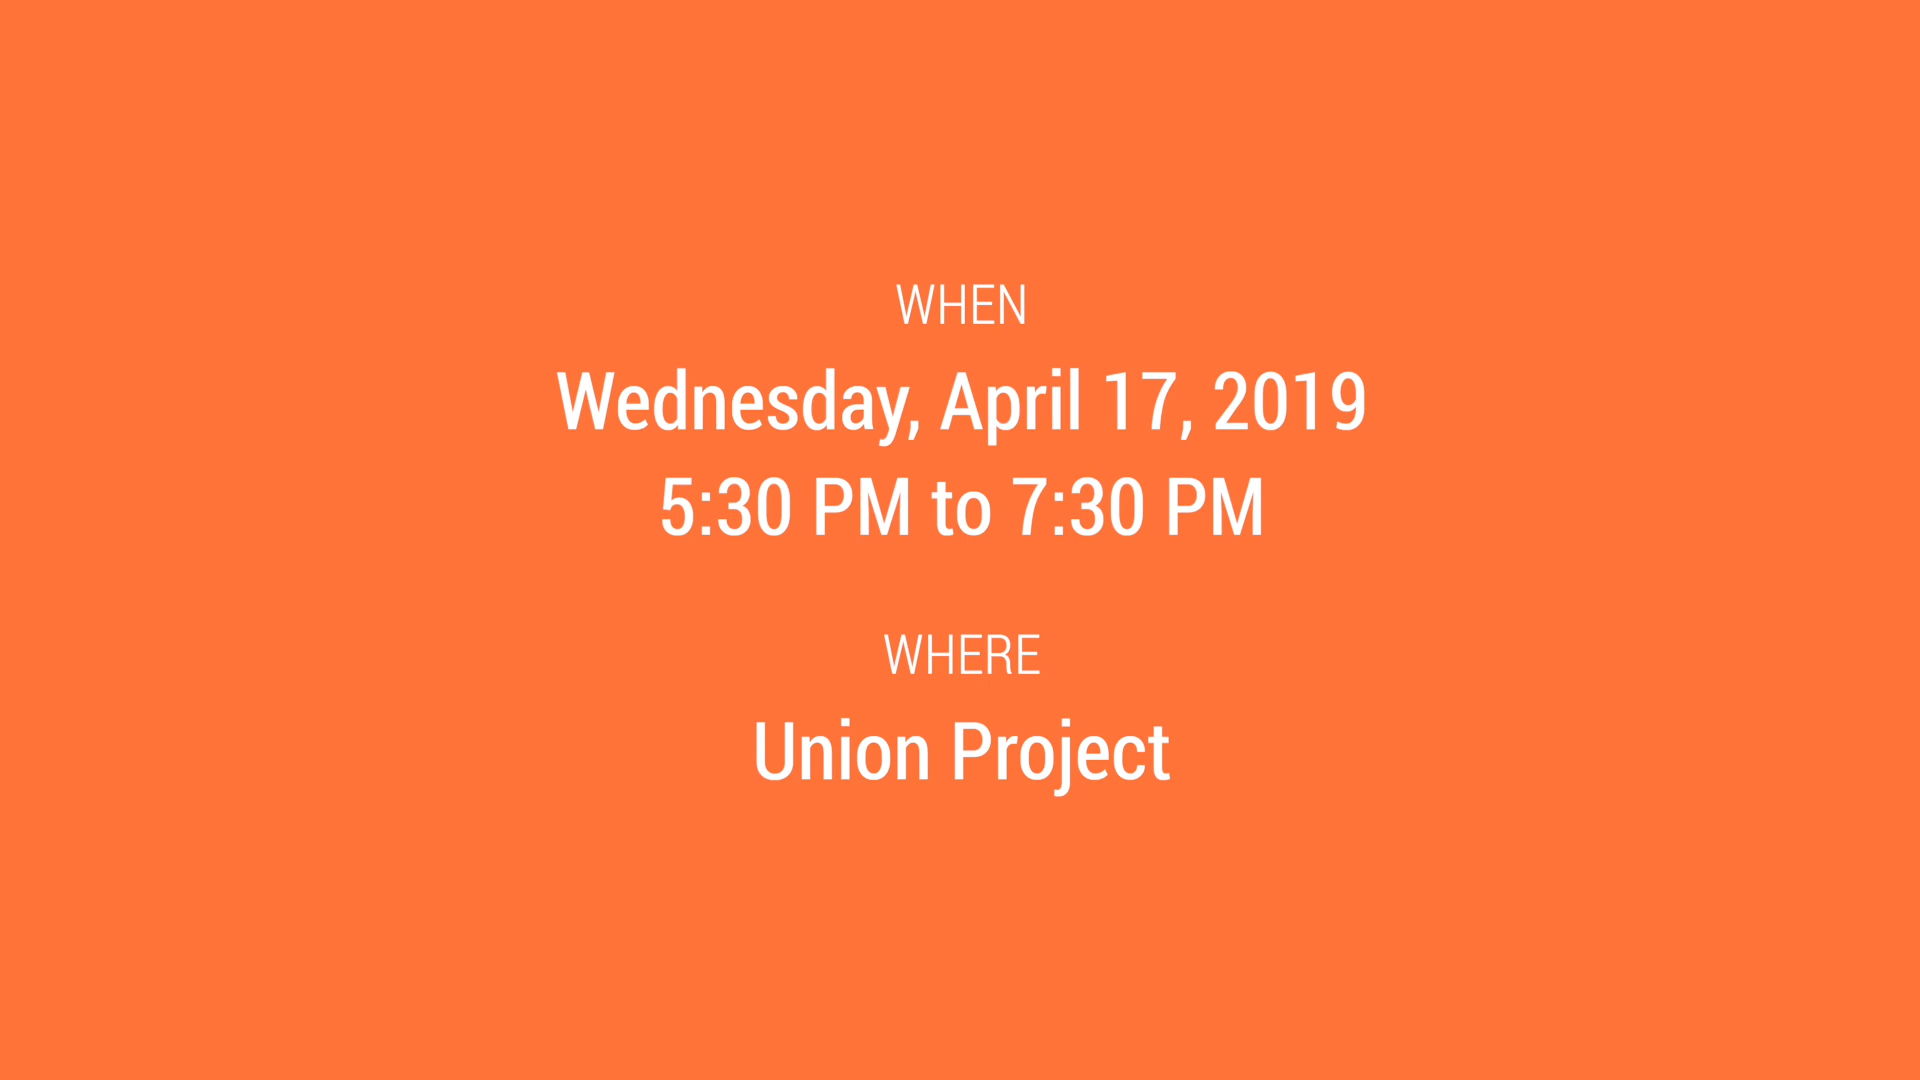 WHEN
Wednesday, April 17, 2019
5:30 PM to 7:30 PM
WHERE
Union Project